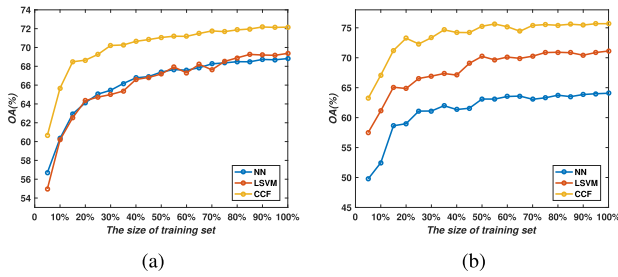 74
72
70
68
66
64
62
60
58
56
54
OA(%)
0 10% 20% 30% 40% 50% 60% 70% 80% 90% 100%
The size of training set
NN
LSVM
CCF
(a)
75
70
65
60
55
50
45
OA(%)
0 10% 20% 30% 40% 50% 60% 70% 80% 90% 100%
The size of training set
NN
LSVM
CCF
(b)